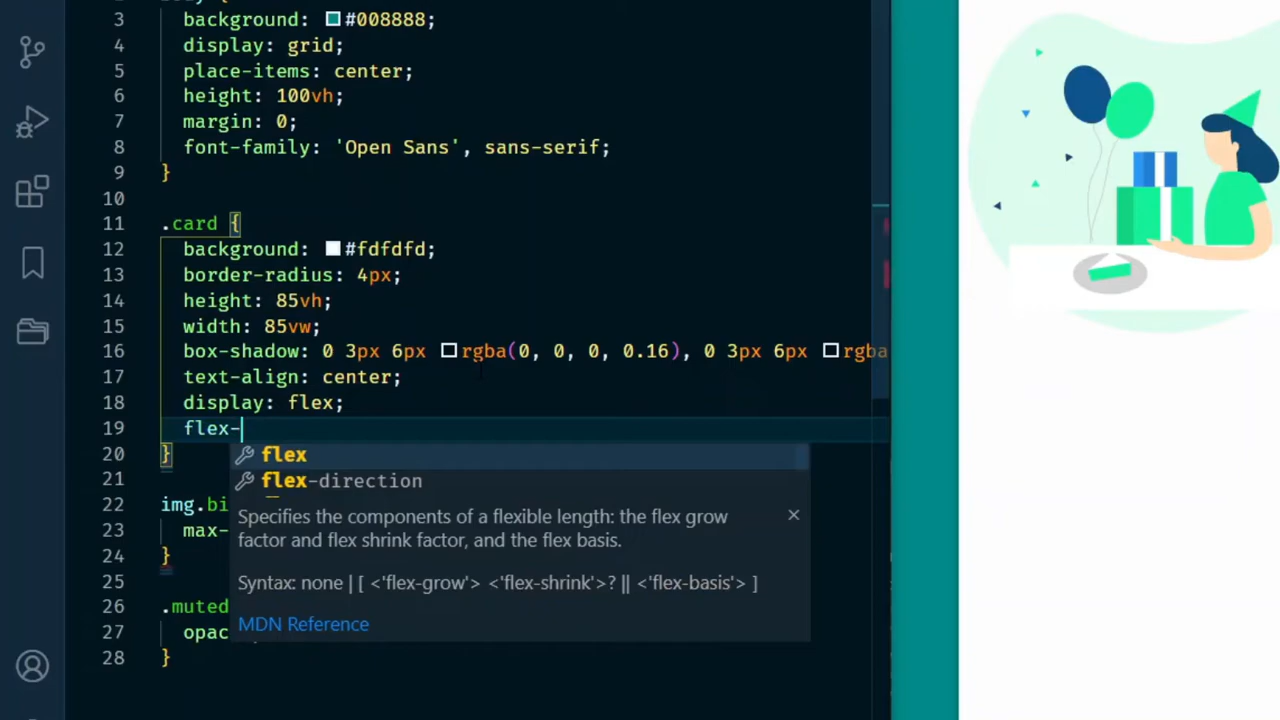 3 background: #008888;
4 display: grid;
5 place-items: center;
6 height: 100vh;
7 margin: 0;
8 font-family: 'Open Sans', sans-serif;
9 }
10
11 .card {
12 background: #fdfdfd;
13 border-radius: 4px;
14 height: 85vh;
15 width: 85vw;
16 box-shadow: 0 3px 6px rgba(0, 0, 0, 0.16), 0 3px 6px rgba
17 text-align: center;
18 display: flex;
19 flex-
20 }
flex
21
flex-direction
22 img.bi
Specifies the components of a flexible length: the flex grow
23 max-
factor and flex shrink factor, and the flex basis.
24 }
25
Syntax: none | [ <'flex-grow'> <'flex-shrink'>? || <'flex-basis'> ]
26 .muted
MDN Reference
27 opac
28 }